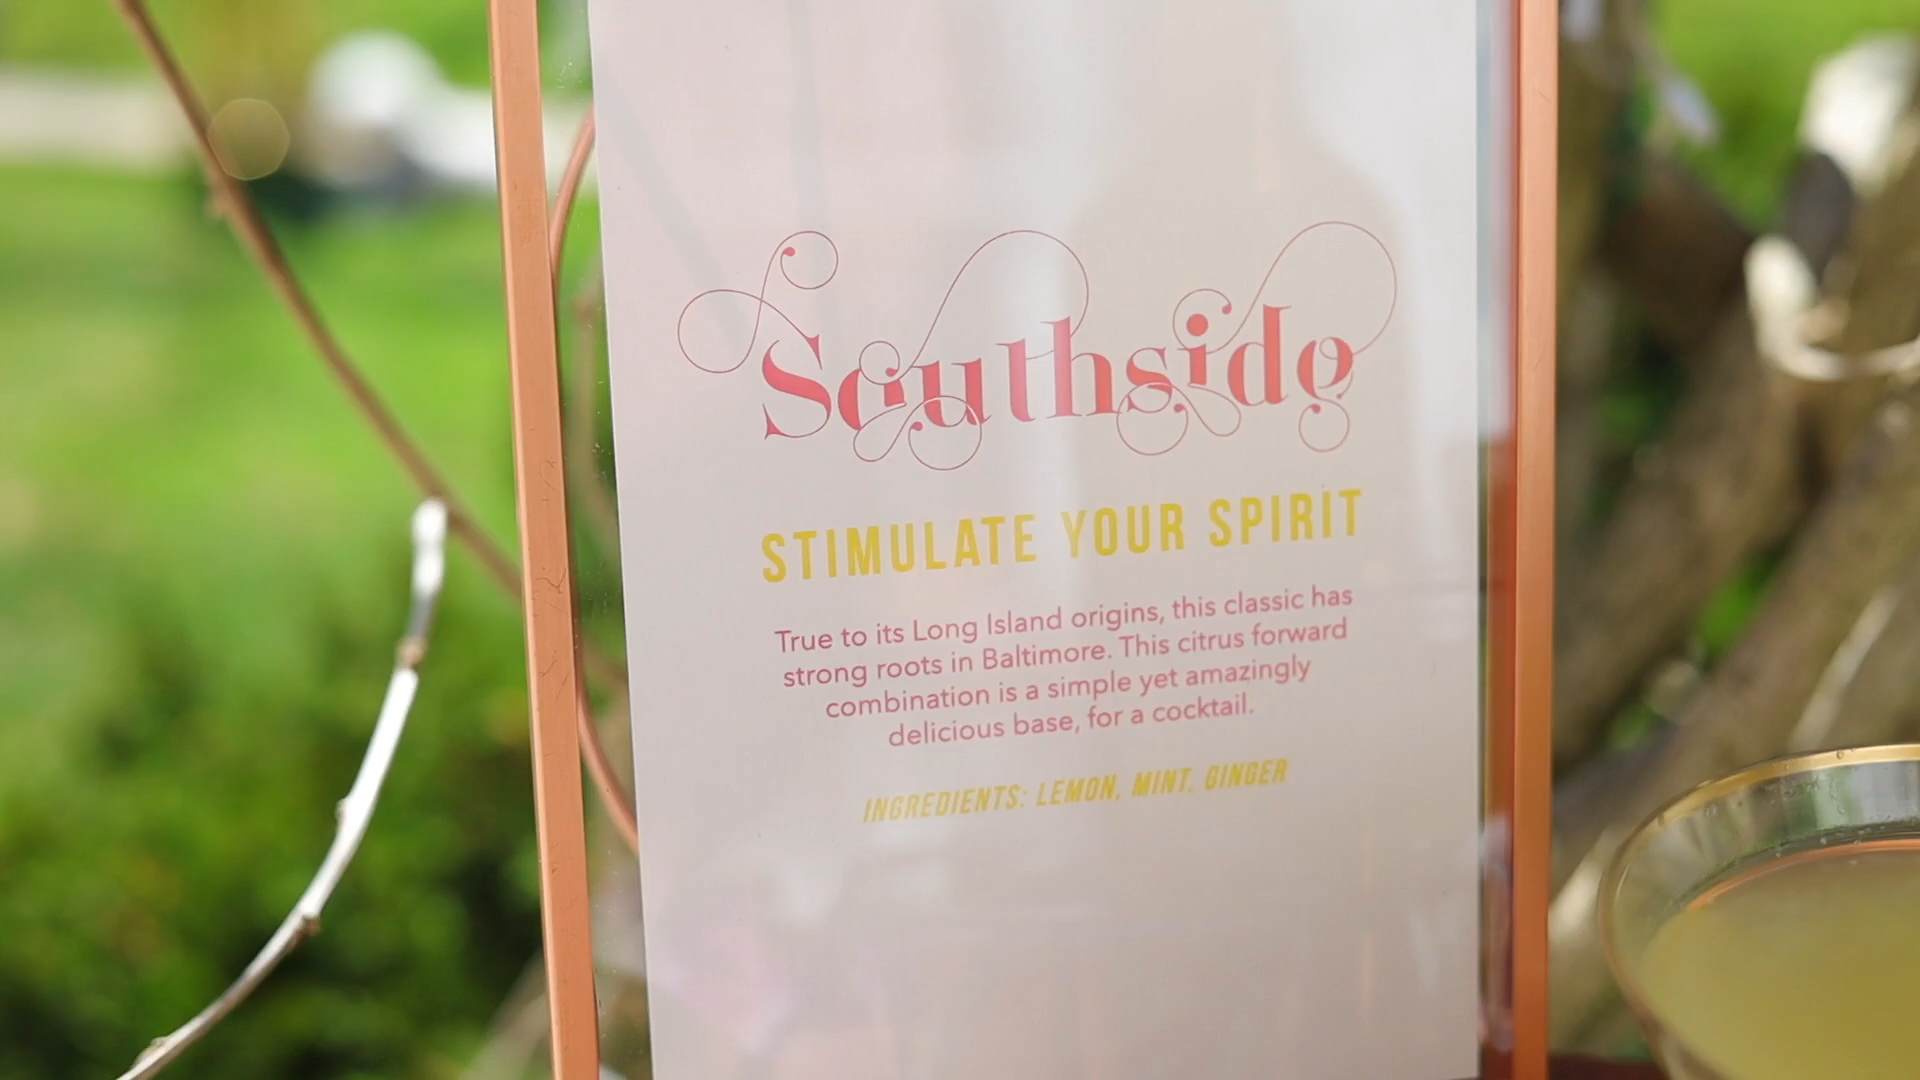 Southside
STIMULATE YOUR SPIRIT
True to its Long Island origins, this classic has
strong roots in Baltimore. This citrus forward
combination is a simple yet amazingly
delicious base, for a cocktail.
INGREDIENTS: LEMON, MINT, GINGER